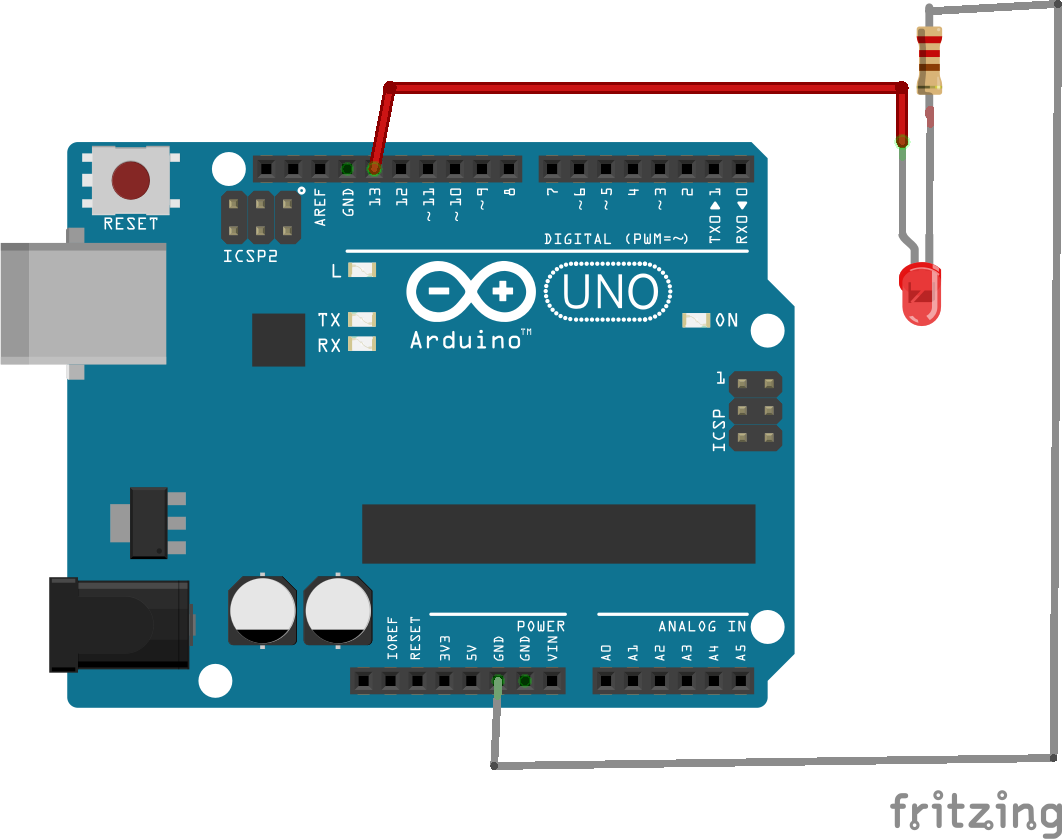 RESET
ICSP2
AREF
GND
13
12
~11
~10
~9
8
7
~6
~5
4
~3
2
TX0▶1
RX0◀0
DIGITAL (PWM=~)
L
TX
RX
UNO
Arduino™
ON
1
ICSP
IOREF
RESET
3V3
5V
GND
GND
VIN
POWER
ANALOG IN
A0
A1
A2
A3
A4
A5
fritzing